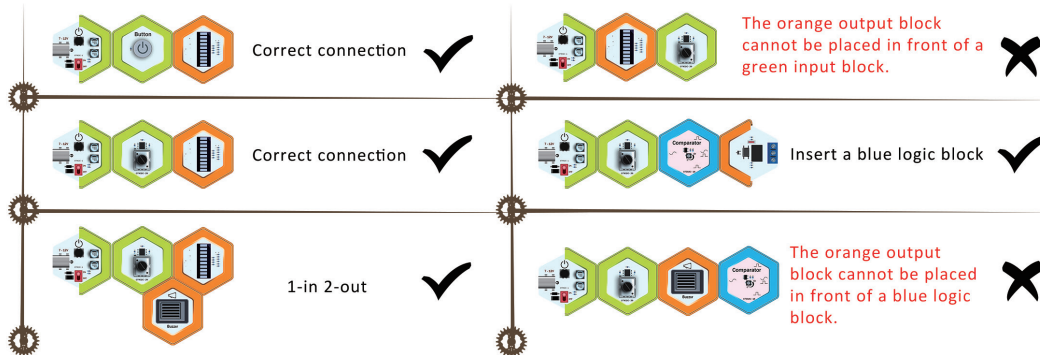 Button
Correct connection
The orange output block
cannot be placed in front of a
green input block.
Correct connection
Comparator
Insert a blue logic block
1-in 2-out
Buzzer
The orange output
block cannot be placed
in front of a blue logic
block.
Buzzer
Comparator